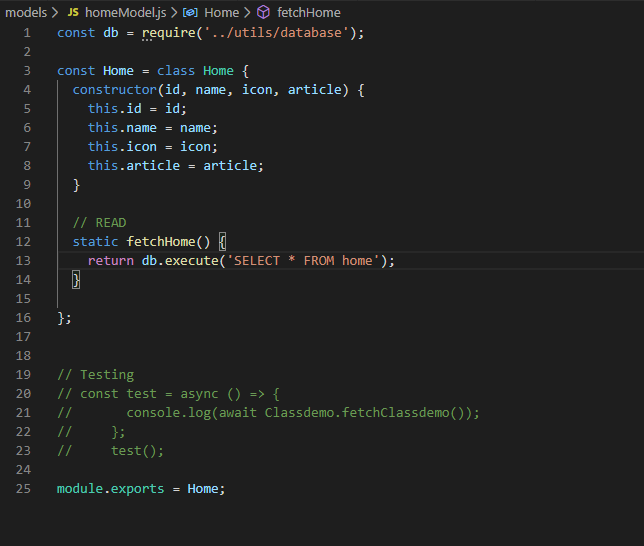 models > JS homeModel.js > Home > fetchHome
1 const db = require('../utils/database');
2
3 const Home = class Home {
4 constructor(id, name, icon, article) {
5 this.id = id;
6 this.name = name;
7 this.icon = icon;
8 this.article = article;
9 }
10
11 // READ
12 static fetchHome() {
13 return db.execute('SELECT * FROM home');
14 }
15
16 };
17
18
19 // Testing
20 // const test = async () => {
21 // console.log(await Classdemo.fetchClassdemo());
22 // };
23 // test();
24
25 module.exports = Home;